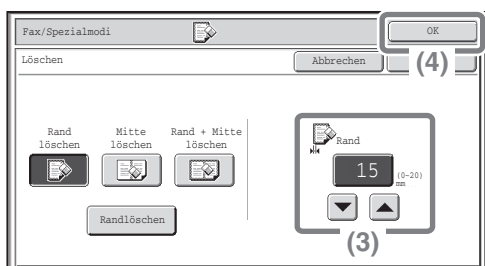 Fax/Spezialmodi
OK
Löschen
Abbrechen
(4)
Rand
löschen
Mitte
löschen
Rand + Mitte
löschen
Randlöschen
Rand
15
(0~20)
mm
(3)